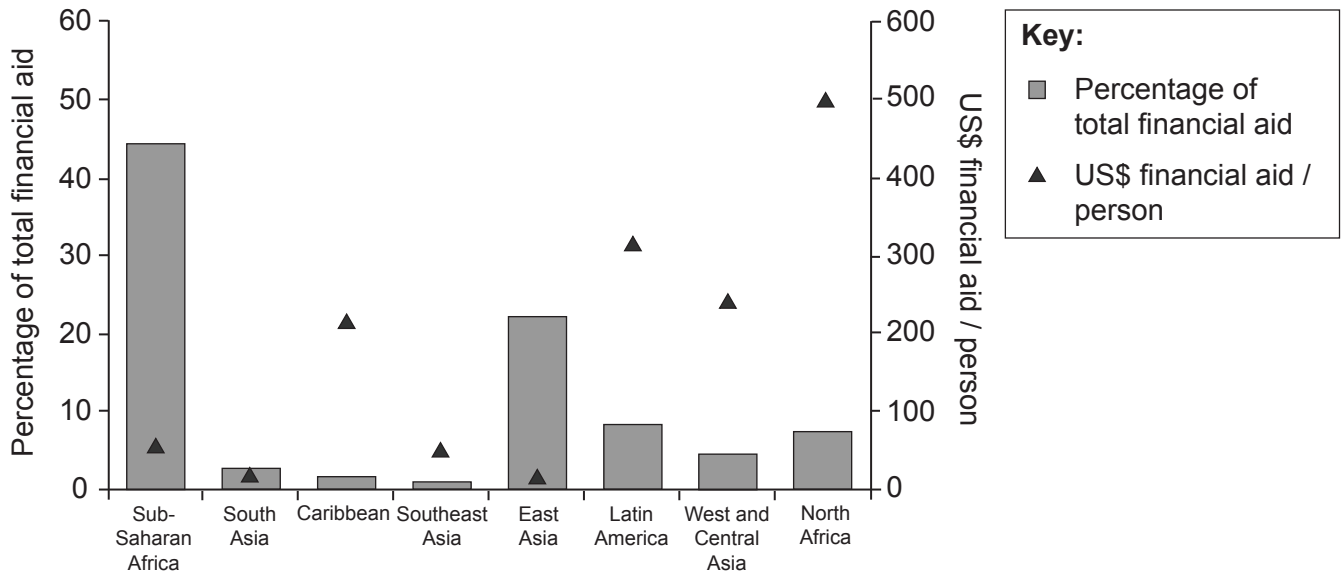 Percentage of total financial aid
60
50
40
30
20
10
0
600
500
400
300
200
100
0
US$ financial aid / person
Sub-
Saharan
Africa
South
Asia
Caribbean
Southeast
Asia
East
Asia
Latin
America
West and
Central
Asia
North
Africa
Key:
Percentage of
total financial aid
US$ financial aid /
person